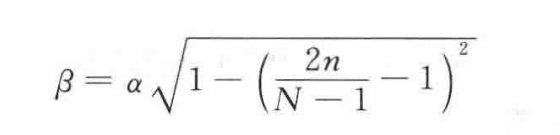 β = α √(1 − (2n/(N − 1) − 1)²)